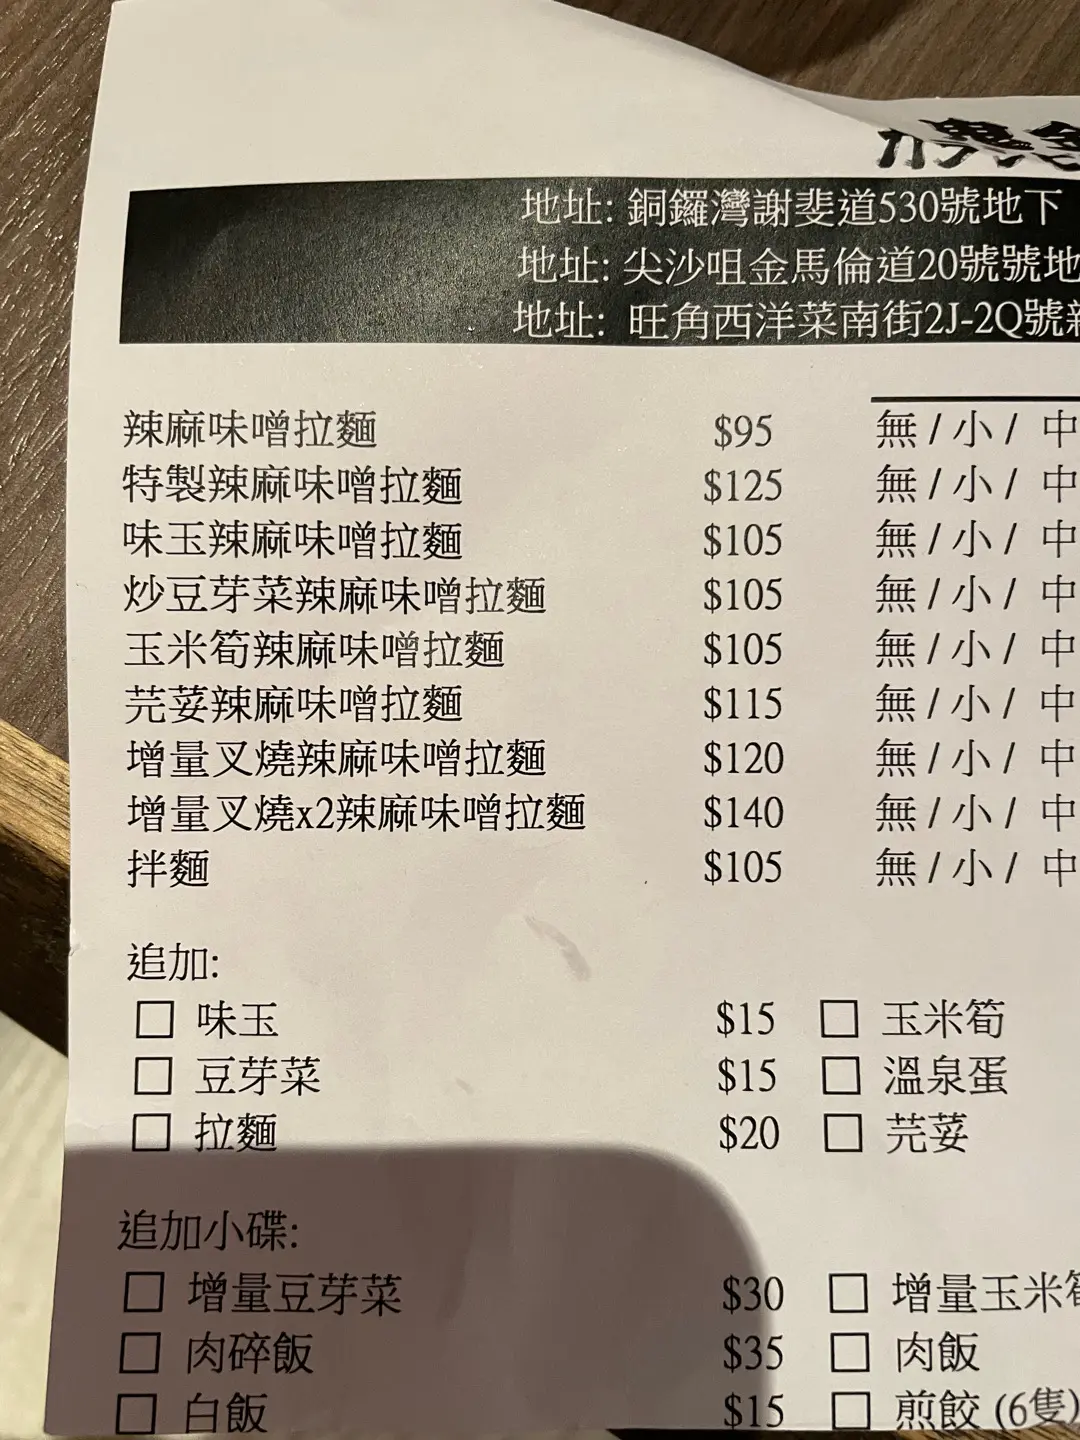 地址: 銅鑼灣謝斐道530號地下
地址: 尖沙咀金馬倫道20號號地
地址: 旺角西洋菜南街2J-2Q號
辣麻味噌拉麵 $95 無 / 小 / 中
特製辣麻味噌拉麵 $125 無 / 小 / 中
味玉辣麻味噌拉麵 $105 無 / 小 / 中
炒豆芽菜辣麻味噌拉麵 $105 無 / 小 / 中
玉米筍辣麻味噌拉麵 $105 無 / 小 / 中
芫荽辣麻味噌拉麵 $115 無 / 小 / 中
增量叉燒辣麻味噌拉麵 $120 無 / 小 / 中
增量叉燒x2辣麻味噌拉麵 $140 無 / 小 / 中
拌麵 $105 無 / 小 / 中
追加:
味玉 $15 玉米筍
豆芽菜 $15 溫泉蛋
拉麵 $20 芫荽
追加小碟:
增量豆芽菜 $30 增量玉米筍
肉碎飯 $35 肉飯
白飯 $15 煎餃 (6隻)